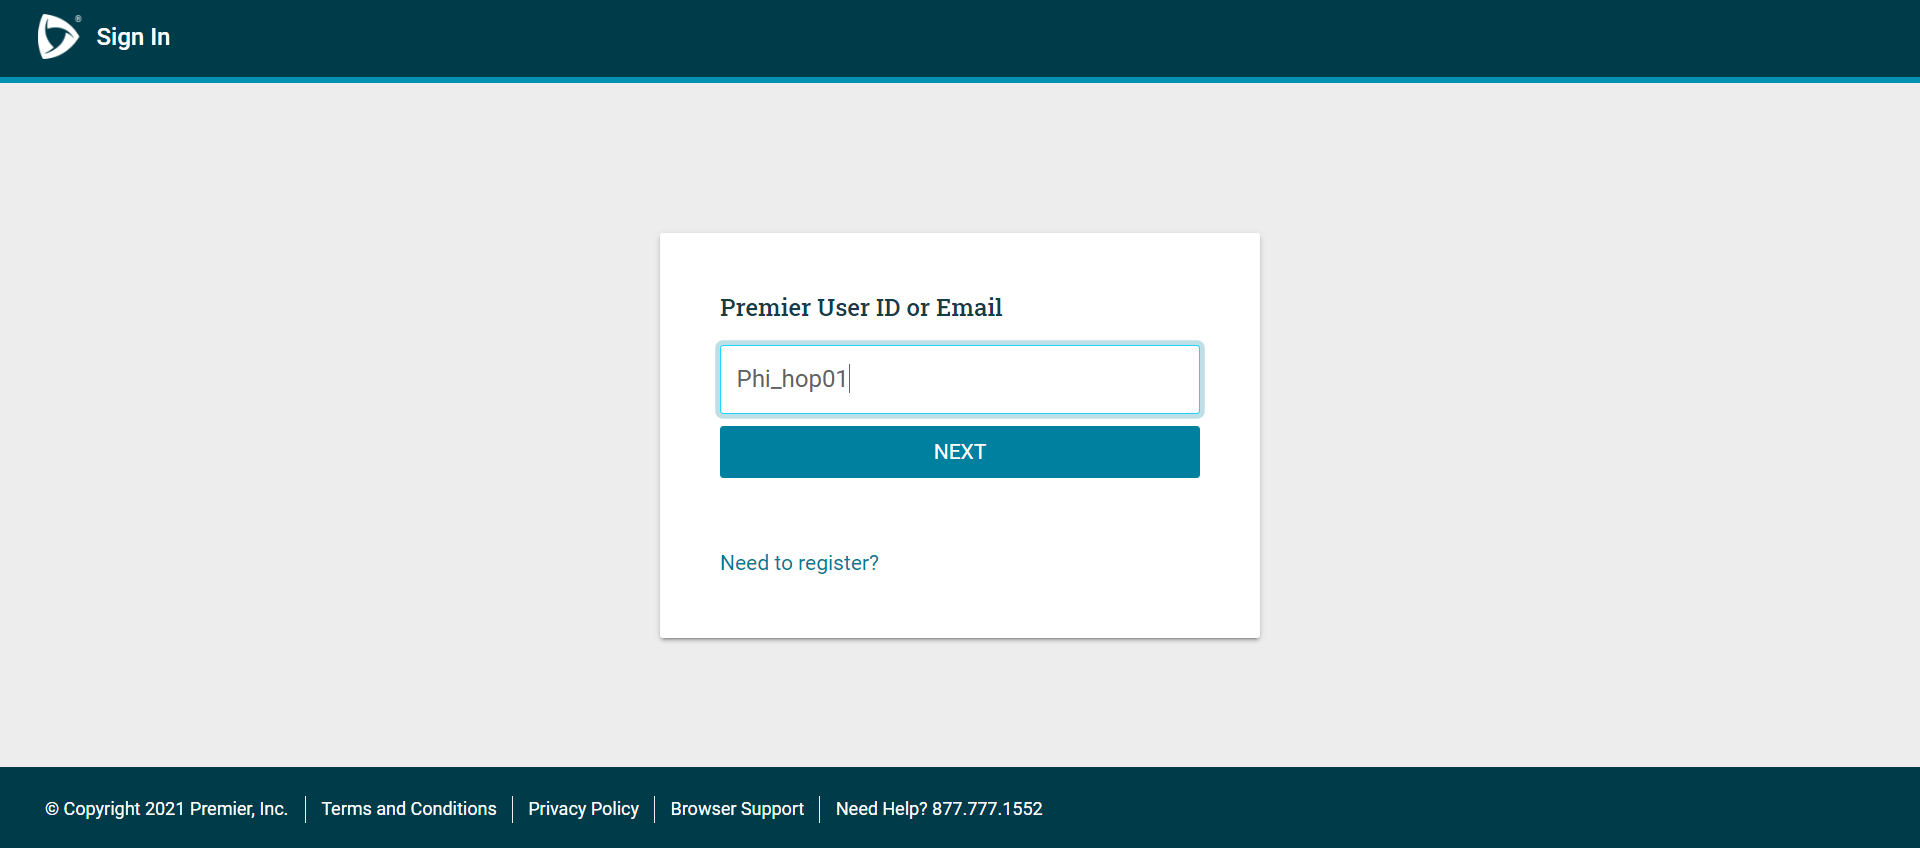 ®
Sign In
Premier User ID or Email
Phi_hop01
NEXT
Need to register?
© Copyright 2021 Premier, Inc. Terms and Conditions Privacy Policy Browser Support Need Help? 877.777.1552